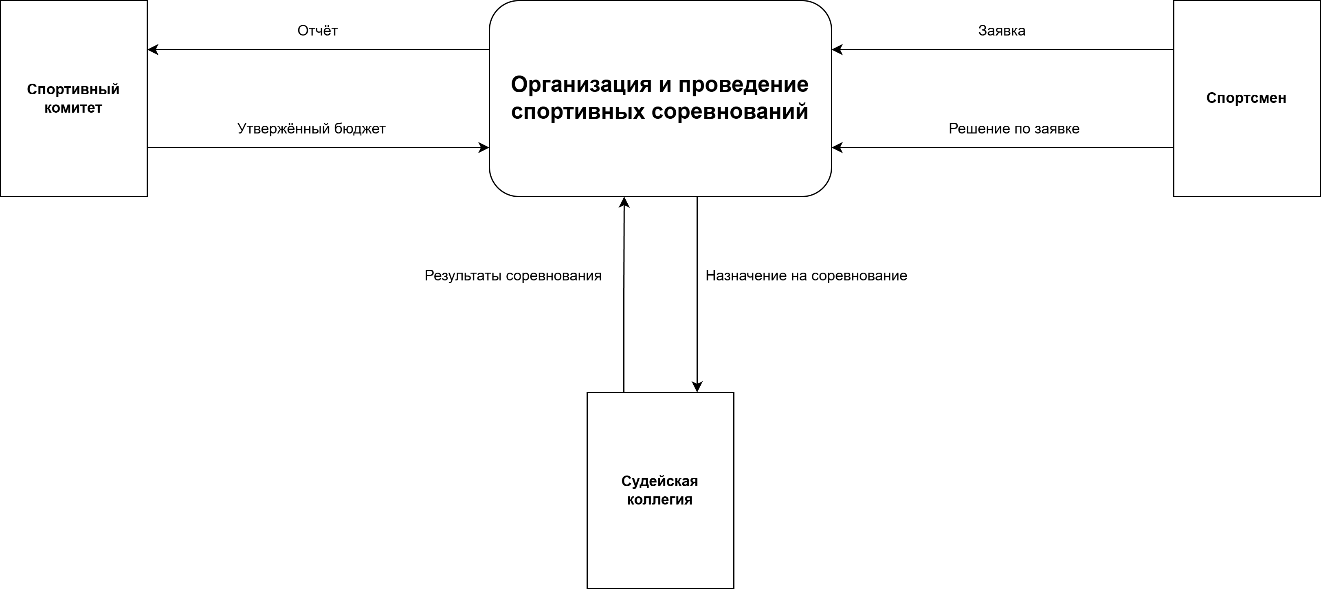 Отчёт
Заявка
Спортивный
комитет
Организация и проведение
спортивных соревнований
Спортсмен
Утвержённый бюджет
Решение по заявке
Результаты соревнования
Назначение на соревнование
Судейская
коллегия